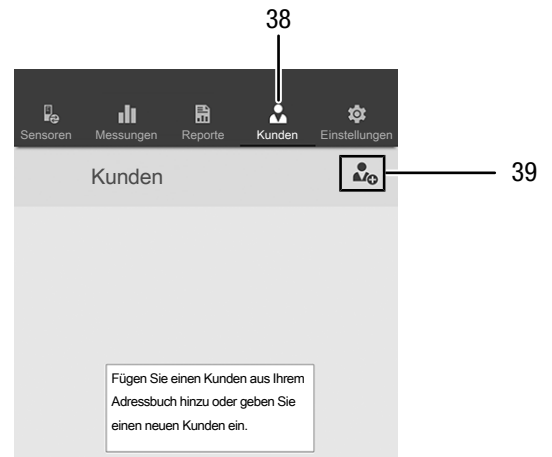 38
Sensoren Messungen Reporte Kunden Einstellungen
Kunden
39
Fügen Sie einen Kunden aus Ihrem
Adressbuch hinzu oder geben Sie
einen neuen Kunden ein.